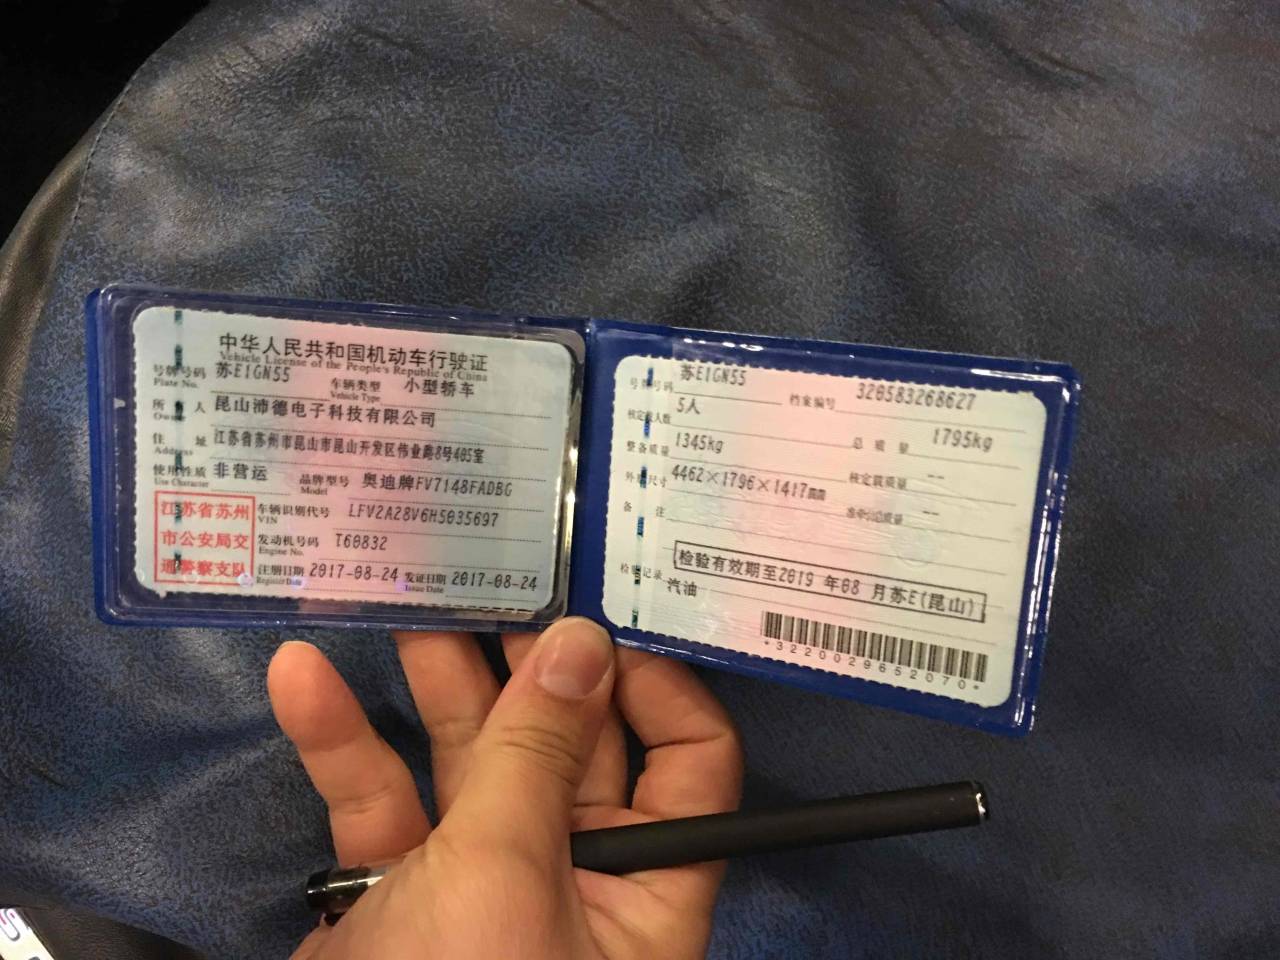 中华人民共和国机动车行驶证
Vehicle License of the People's Republic of China
号牌号码 苏E1GN55 车辆类型 小型轿车
Plate No. Vehicle Type
所有人 昆山沛德电子科技有限公司
Owner
住址 江苏省苏州市昆山市昆山开发区伟业路8号405室
Address
使用性质 非营运 品牌型号 奥迪牌FV7148FADBG
Use Character Model
江苏省苏州
市公安局交
通警察支队
车辆识别代号 LFV2A28V6H5035697
VIN
发动机号码 T60832
Engine No.
注册日期 2017-08-24 发证日期 2017-08-24
Register Date Issue Date
号牌号码 苏E1GN55 档案编号 320583268627
核定载人数 5人 总质量 1795kg
整备质量 1345kg 核定载质量 --
外廓尺寸 4462×1796×1417mm 准牵引总质量 --
备注
检验有效期至2019年08月苏E(昆山)
检验记录
汽油
*3220029652070*